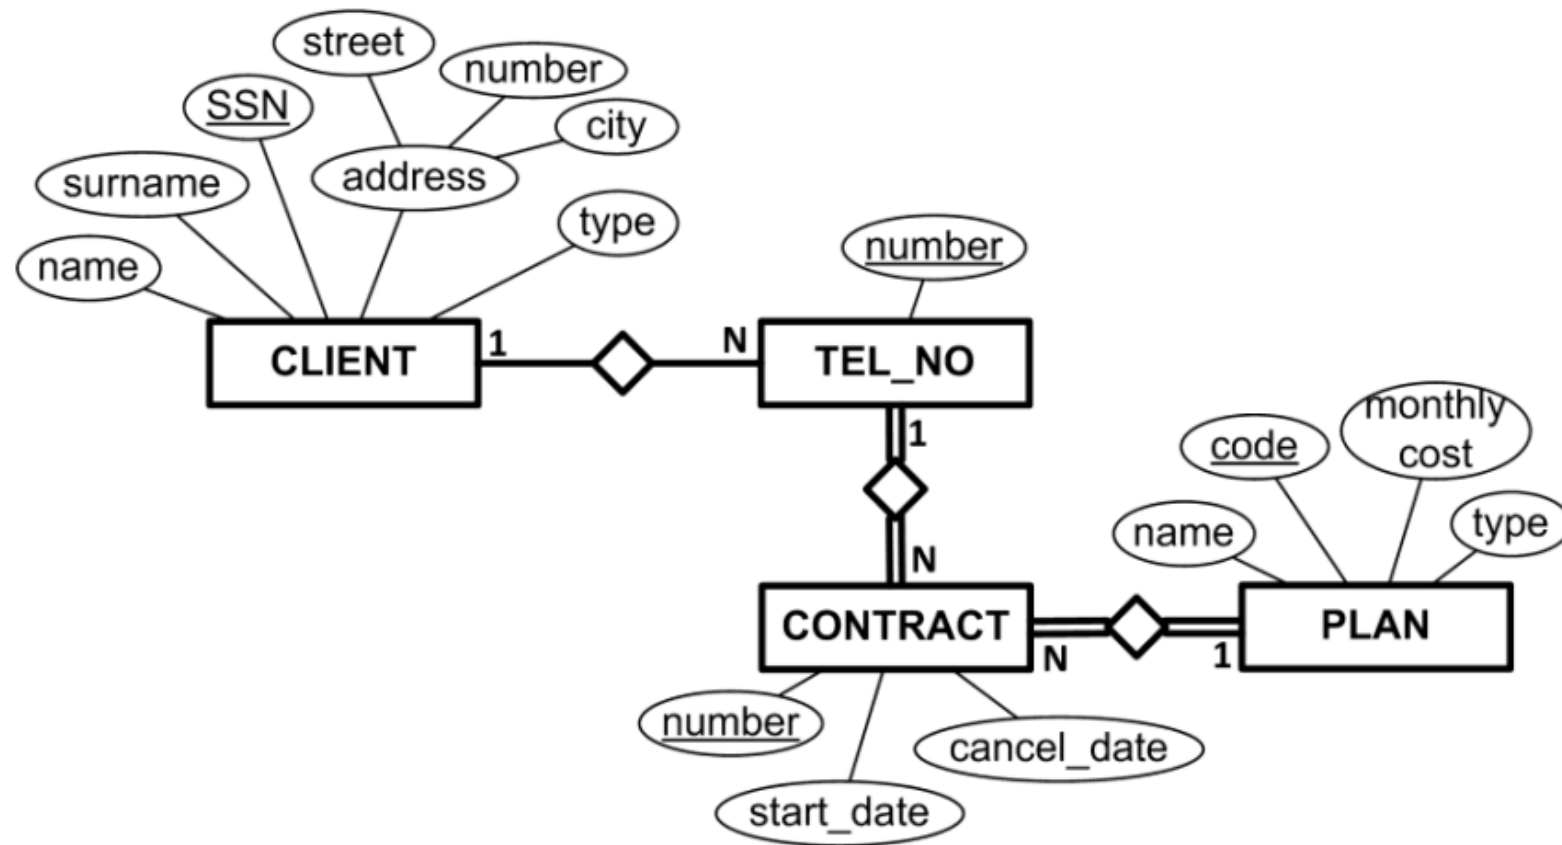 street
number
SSN
city
surname
address
type
name
number
CLIENT
1
N
TEL_NO
1
monthly
cost
code
type
name
N
CONTRACT
N
1
PLAN
number
cancel_date
start_date